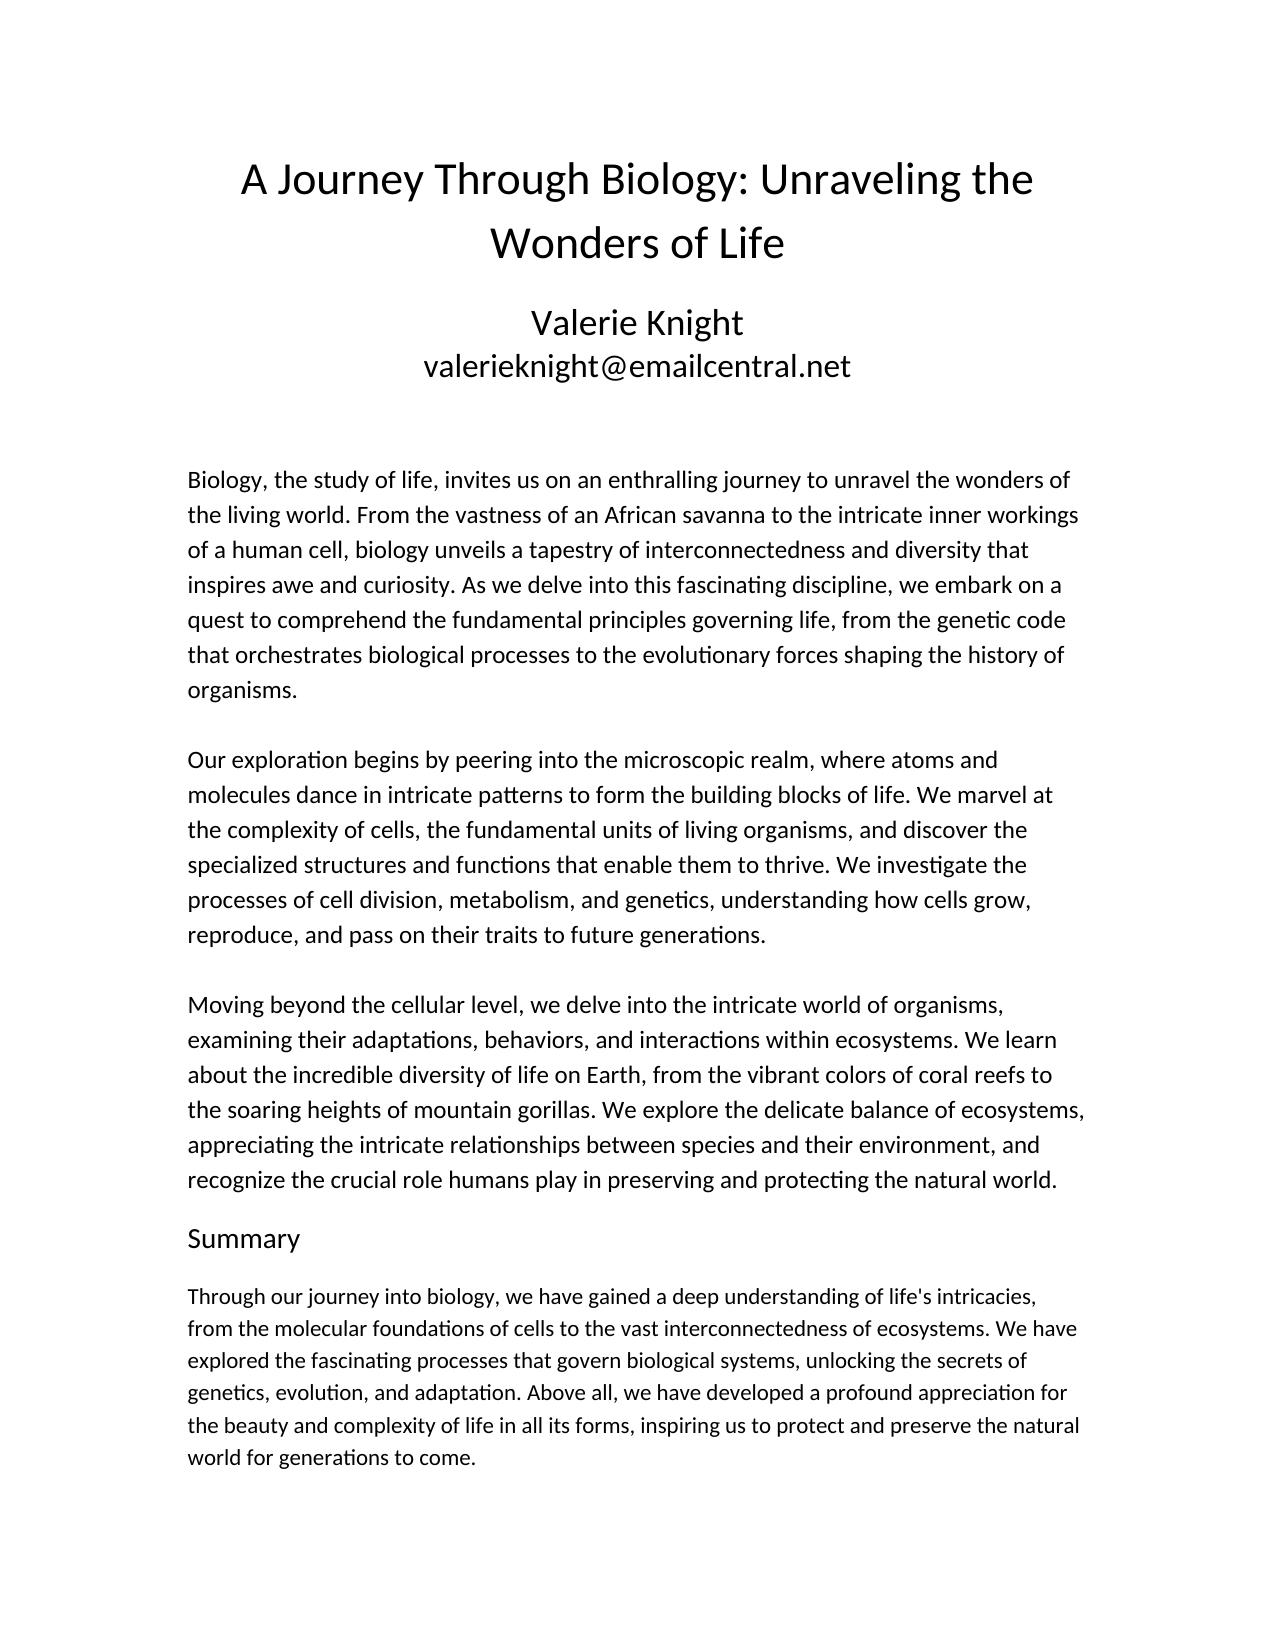 A Journey Through Biology: Unraveling the
Wonders of Life
Valerie Knight
valerieknight@emailcentral.net
Biology, the study of life, invites us on an enthralling journey to unravel the wonders of
the living world. From the vastness of an African savanna to the intricate inner workings
of a human cell, biology unveils a tapestry of interconnectedness and diversity that
inspires awe and curiosity. As we delve into this fascinating discipline, we embark on a
quest to comprehend the fundamental principles governing life, from the genetic code
that orchestrates biological processes to the evolutionary forces shaping the history of
organisms.
Our exploration begins by peering into the microscopic realm, where atoms and
molecules dance in intricate patterns to form the building blocks of life. We marvel at
the complexity of cells, the fundamental units of living organisms, and discover the
specialized structures and functions that enable them to thrive. We investigate the
processes of cell division, metabolism, and genetics, understanding how cells grow,
reproduce, and pass on their traits to future generations.
Moving beyond the cellular level, we delve into the intricate world of organisms,
examining their adaptations, behaviors, and interactions within ecosystems. We learn
about the incredible diversity of life on Earth, from the vibrant colors of coral reefs to
the soaring heights of mountain gorillas. We explore the delicate balance of ecosystems,
appreciating the intricate relationships between species and their environment, and
recognize the crucial role humans play in preserving and protecting the natural world.
Summary
Through our journey into biology, we have gained a deep understanding of life's intricacies,
from the molecular foundations of cells to the vast interconnectedness of ecosystems. We have
explored the fascinating processes that govern biological systems, unlocking the secrets of
genetics, evolution, and adaptation. Above all, we have developed a profound appreciation for
the beauty and complexity of life in all its forms, inspiring us to protect and preserve the natural
world for generations to come.